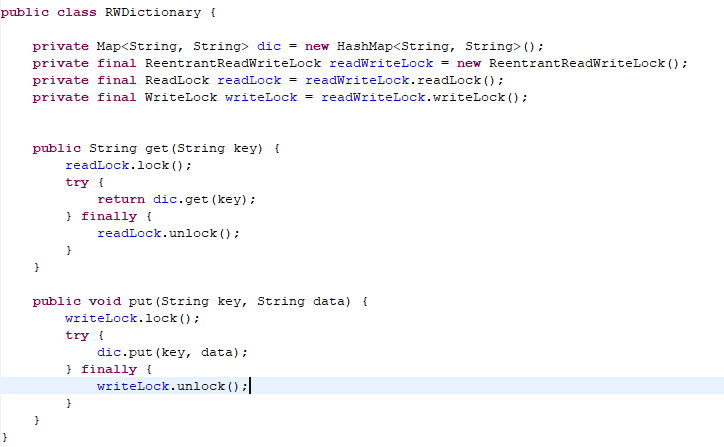 public class RWDictionary {
    private Map<String, String> dic = new HashMap<String, String>();
    private final ReentrantReadWriteLock readWriteLock = new ReentrantReadWriteLock();
    private final ReadLock readLock = readWriteLock.readLock();
    private final WriteLock writeLock = readWriteLock.writeLock();
    public String get(String key) {
        readLock.lock();
        try {
            return dic.get(key);
        } finally {
            readLock.unlock();
        }
    }
    public void put(String key, String data) {
        writeLock.lock();
        try {
            dic.put(key, data);
        } finally {
            writeLock.unlock();
        }
    }
}